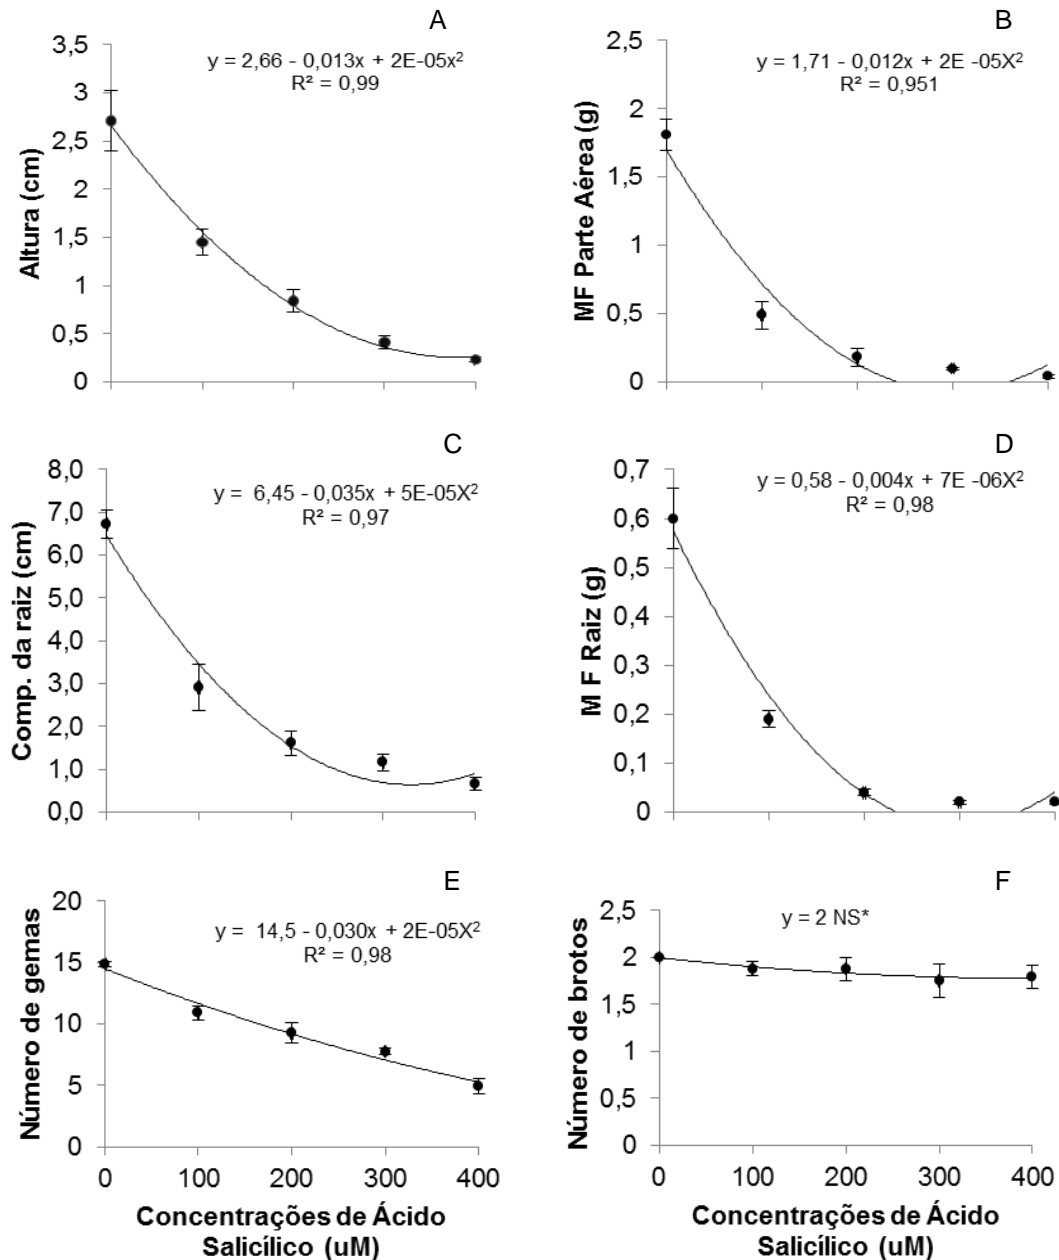 A
3,5
3
2,5
2
1,5
1
0,5
0
Altura (cm)
y = 2,66 - 0,013x + 2E-05x²
R² = 0,99
B
2,5
2
1,5
1
0,5
0
MF Parte Aérea (g)
y = 1,71 - 0,012x + 2E -05X²
R² = 0,951
C
8,0
7,0
6,0
5,0
4,0
3,0
2,0
1,0
0,0
Comp. da raiz (cm)
y = 6,45 - 0,035x + 5E-05X²
R² = 0,97
D
0,7
0,6
0,5
0,4
0,3
0,2
0,1
0
M F Raiz (g)
y = 0,58 - 0,004x + 7E -06X²
R² = 0,98
E
20
15
10
5
0
Número de gemas
y = 14,5 - 0,030x + 2E-05X²
R² = 0,98
0 100 200 300 400
Concentrações de Ácido
Salicílico (uM)
F
2,5
2
1,5
1
0,5
0
Número de brotos
y = 2 NS*
0 100 200 300 400
Concentrações de Ácido
Salicílico (uM)